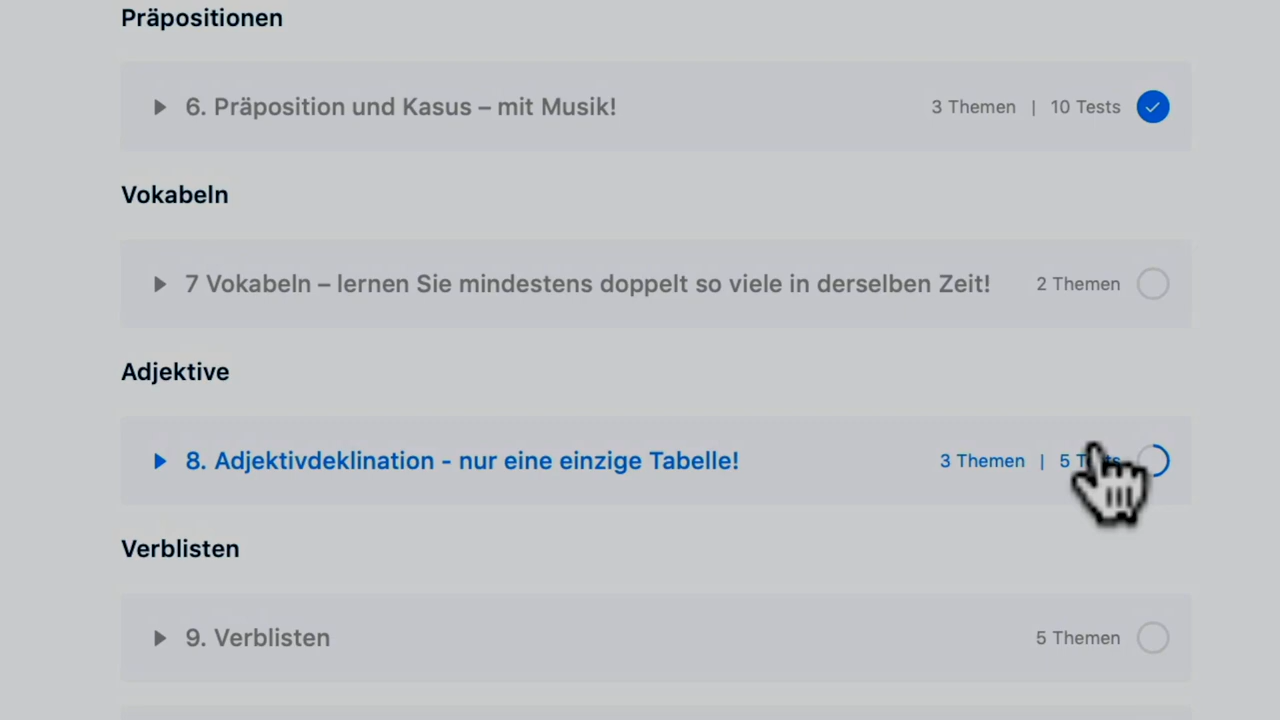 Präpositionen
6. Präposition und Kasus – mit Musik! 3 Themen | 10 Tests
Vokabeln
7 Vokabeln – lernen Sie mindestens doppelt so viele in derselben Zeit! 2 Themen
Adjektive
8. Adjektivdeklination - nur eine einzige Tabelle! 3 Themen | 5 Tests
Verblisten
9. Verblisten 5 Themen